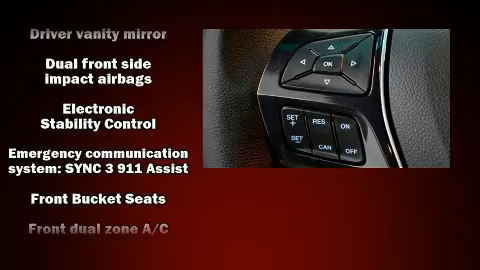 Driver vanity mirror
Dual front side
impact airbags
Electronic
Stability Control
Emergency communication
system: SYNC 3 911 Assist
Front Bucket Seats
Front dual zone A/C
OK
SET
+
RES
ON
SET
-
CAN
OFF